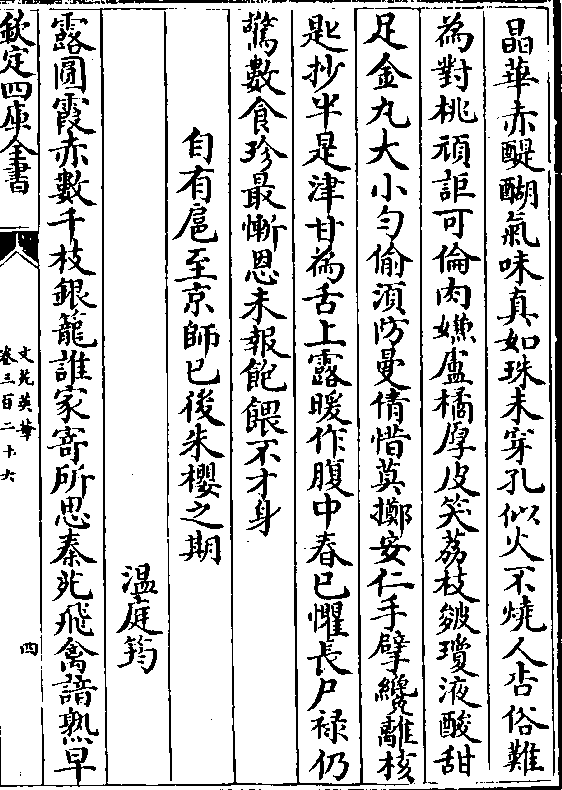 晶華赤醍醐氣味真如珠未穿孔似火不燒人㫖俗難
為對桃頑詎可倫肉嫌盧橘厚皮笑荔枝皴瓊液酸甜
足金丸大小匀偷湏防曼倩惜莫擲安仁手擘纔離核
匙抄半是津甘為舌上露暖作腹中春已懼長尸禄仍
驚數食珍最慚恩未報飽餵不才身
自有扈至京師已後朱櫻之期
温庭筠
露圓霞赤數千枝銀籠誰家寄所思秦苑飛禽諳熟早
欽定四庫全書
文苑英華
卷三百二十六
四